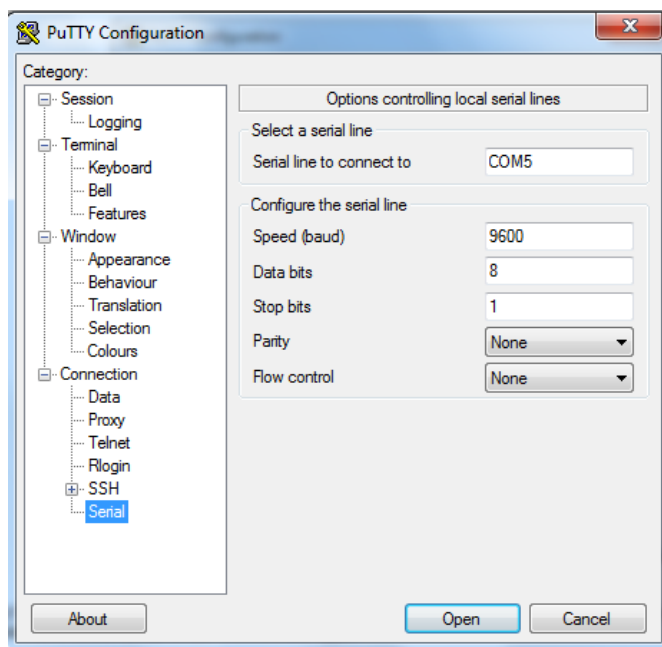 PuTTY Configuration
Category:
Session
Logging
Terminal
Keyboard
Bell
Features
Window
Appearance
Behaviour
Translation
Selection
Colours
Connection
Data
Proxy
Telnet
Rlogin
SSH
Serial
Options controlling local serial lines
Select a serial line
Serial line to connect to COM5
Configure the serial line
Speed (baud) 9600
Data bits 8
Stop bits 1
Parity None
Flow control None
About Open Cancel